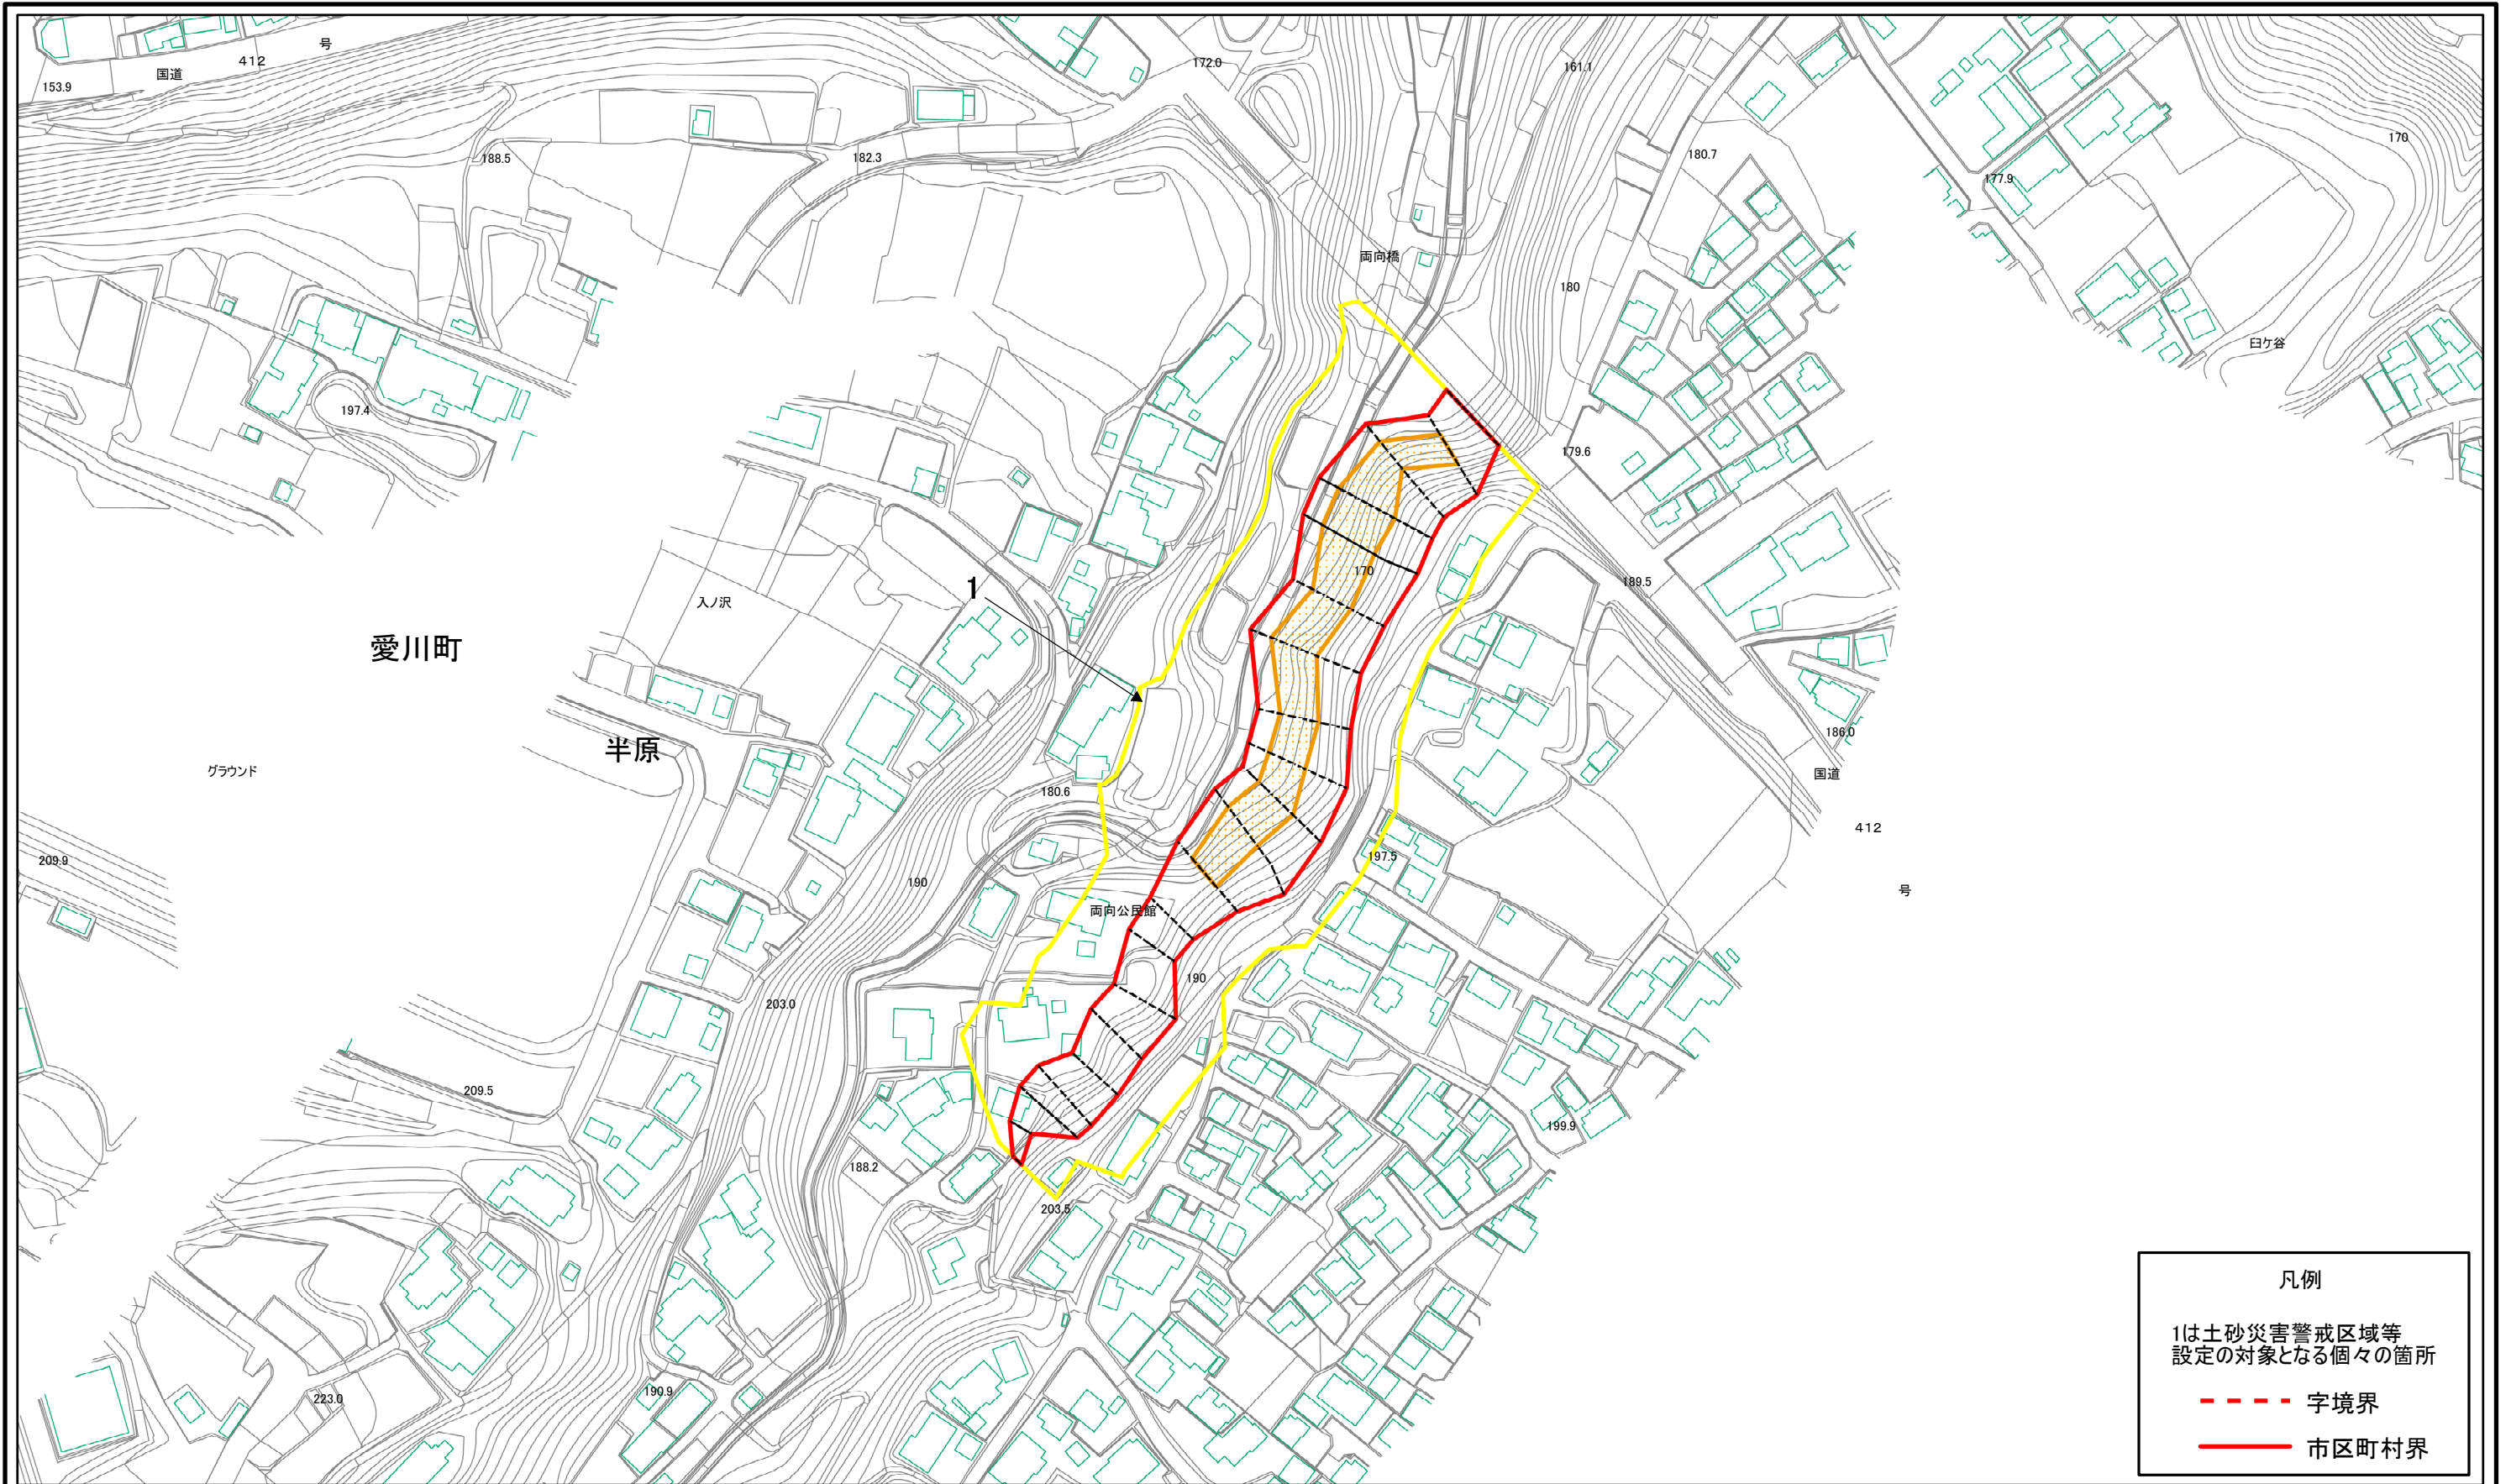 号
412
国道
153.9
172.0
161.1
170
188.5
182.3
180.7
177.9
両向橋
180
臼ケ谷
197.4
179.6
1
170
189.5
入ノ沢
愛川町
半原
186.0
国道
グラウンド
180.6
412
209.9
197.5
190
号
両向公民館
190
203.0
209.5
199.9
188.2
203.5
190.9
223.0
凡例
1は土砂災害警戒区域等
設定の対象となる個々の箇所
字境界
市区町村界